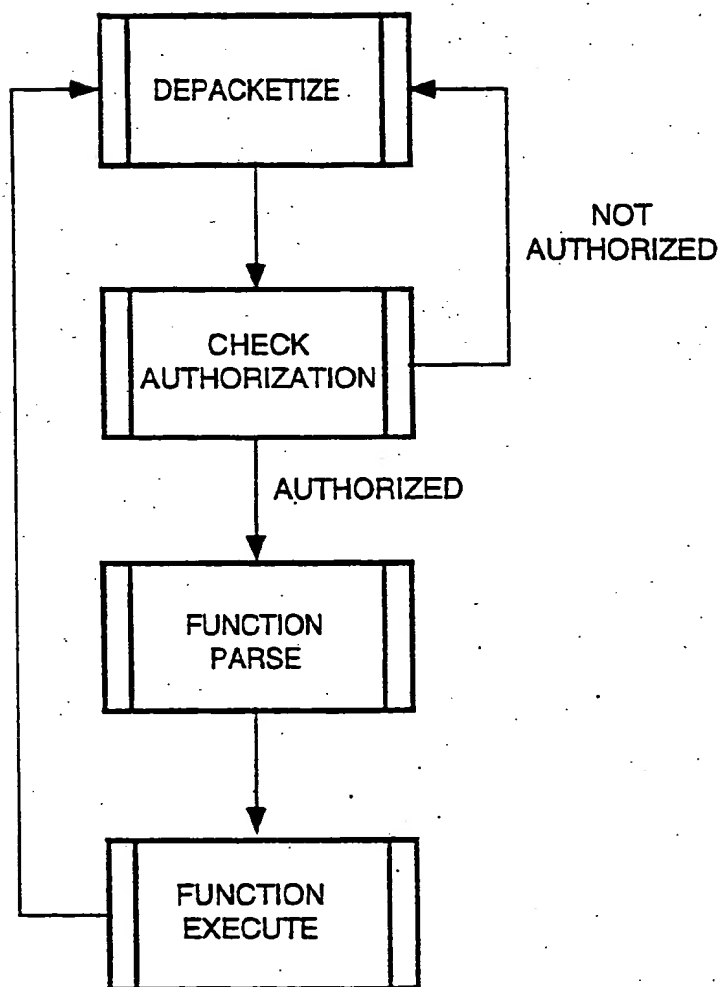 DEPACKETIZE
NOT
AUTHORIZED
CHECK
AUTHORIZATION
AUTHORIZED
FUNCTION
PARSE
FUNCTION
EXECUTE